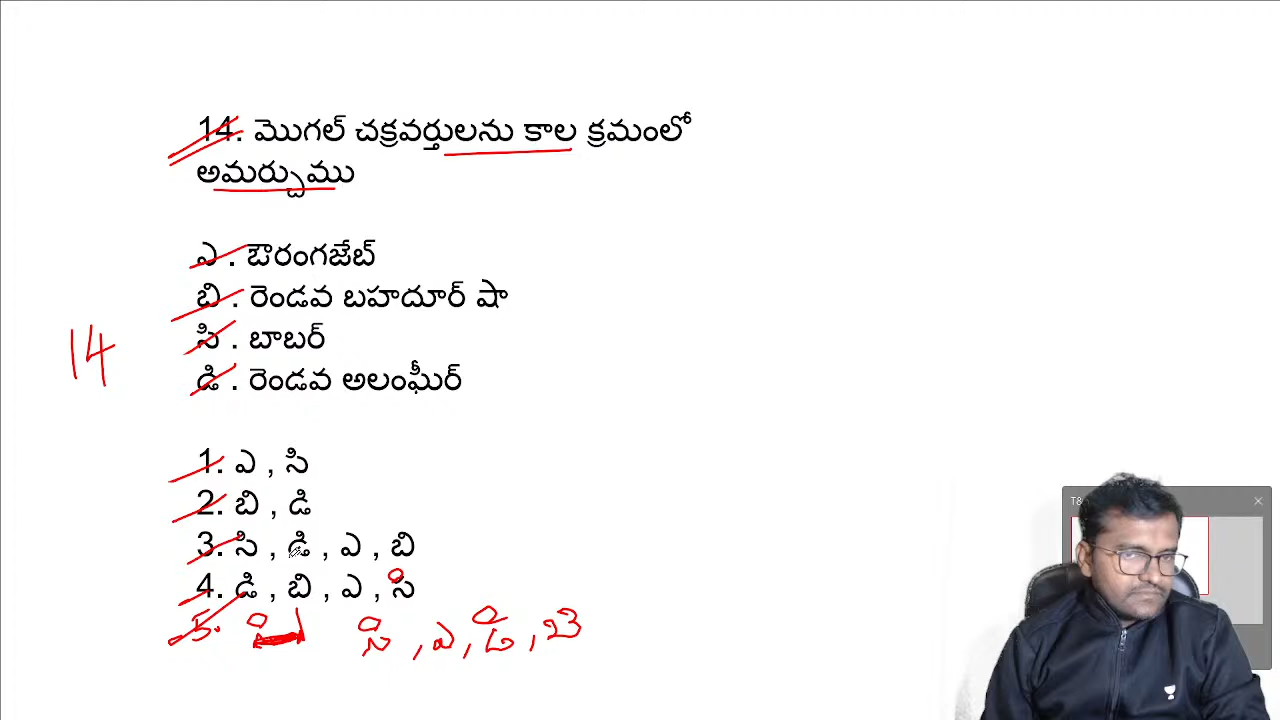 14. మొగల్ చక్రవర్తులను కాల క్రమంలో
అమర్చుము
ఎ . ఔరంగజేబ్
బి . రెండవ బహదూర్ షా
సి . బాబర్
డి . రెండవ అలంఘీర్
14
1. ఎ , సి
2. బి , డి
3. సి , డి , ఎ , బి
4. డి , బి , ఎ , సి
5. సి , ఎ , డి , బి